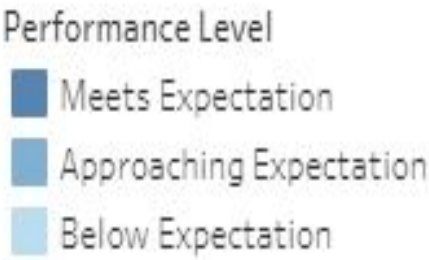 Performance Level
Meets Expectation
Approaching Expectation
Below Expectation